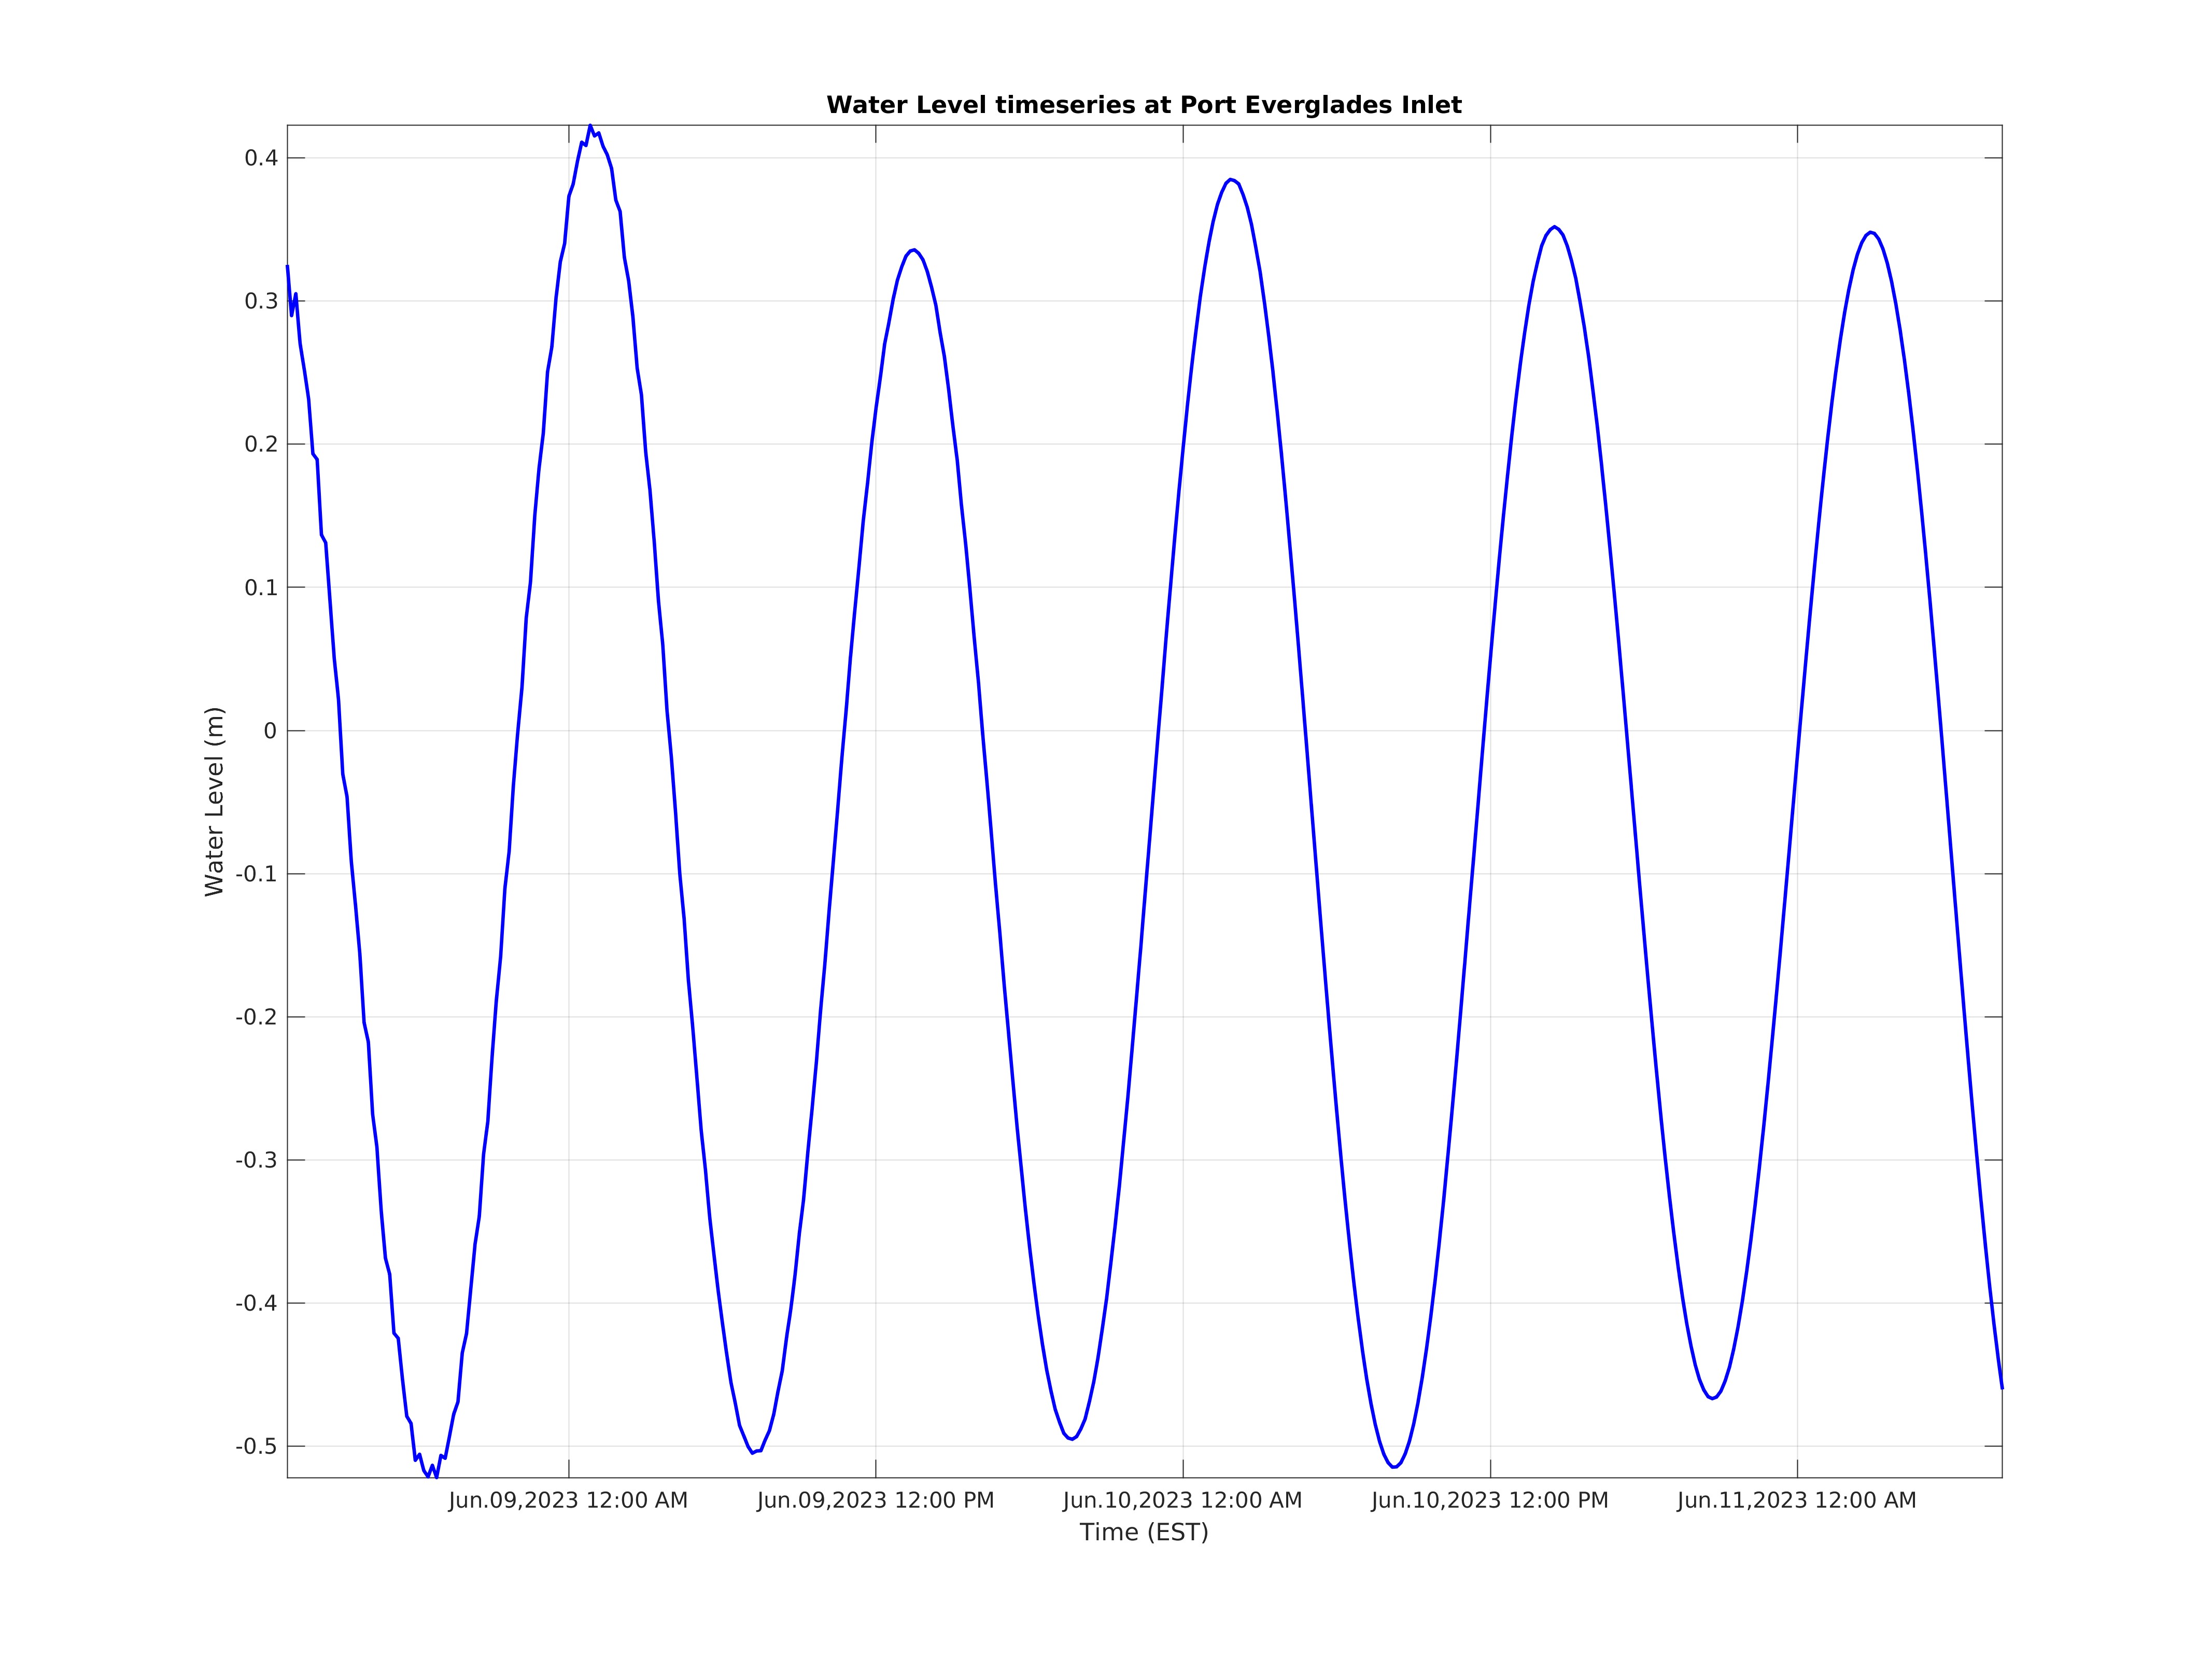 Water Level timeseries at Port Everglades Inlet
0.4
0.3
0.2
0.1
0
-0.1
-0.2
-0.3
-0.4
-0.5
Water Level (m)
Jun.09,2023 12:00 AM
Jun.09,2023 12:00 PM
Jun.10,2023 12:00 AM
Jun.10,2023 12:00 PM
Jun.11,2023 12:00 AM
Time (EST)